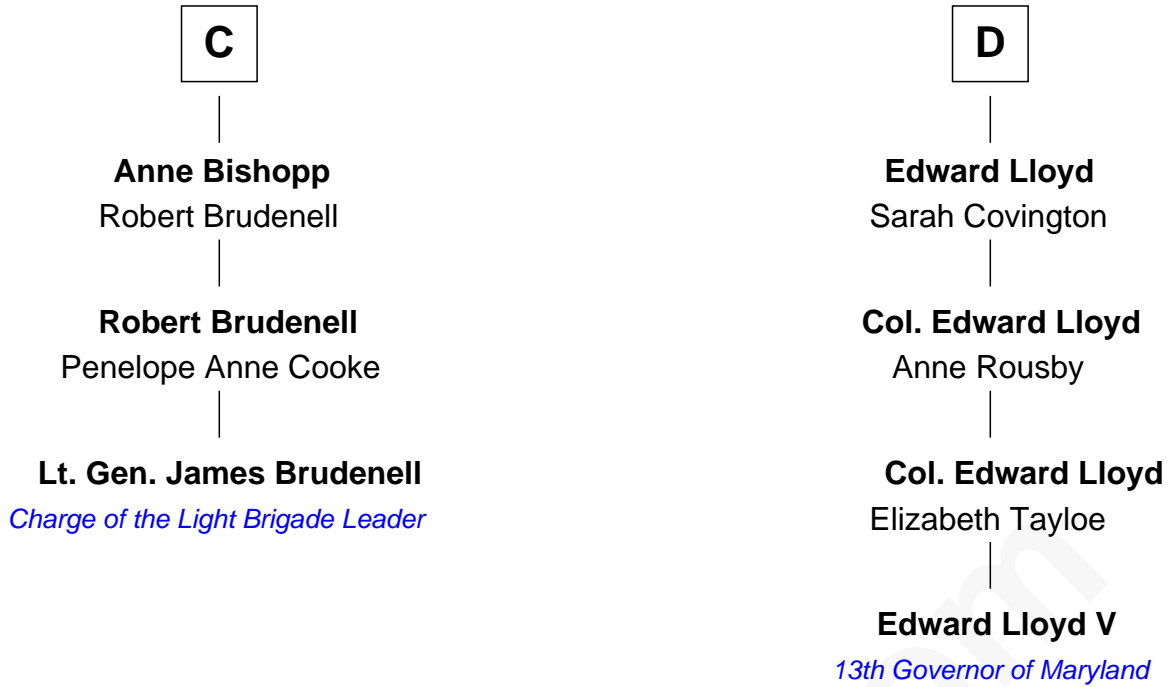 C
Anne Bishopp
Robert Brudenell
Robert Brudenell
Penelope Anne Cooke
Lt. Gen. James Brudenell
Charge of the Light Brigade Leader
D
Edward Lloyd
Sarah Covington
Col. Edward Lloyd
Anne Rousby
Col. Edward Lloyd
Elizabeth Tayloe
Edward Lloyd V
13th Governor of Maryland